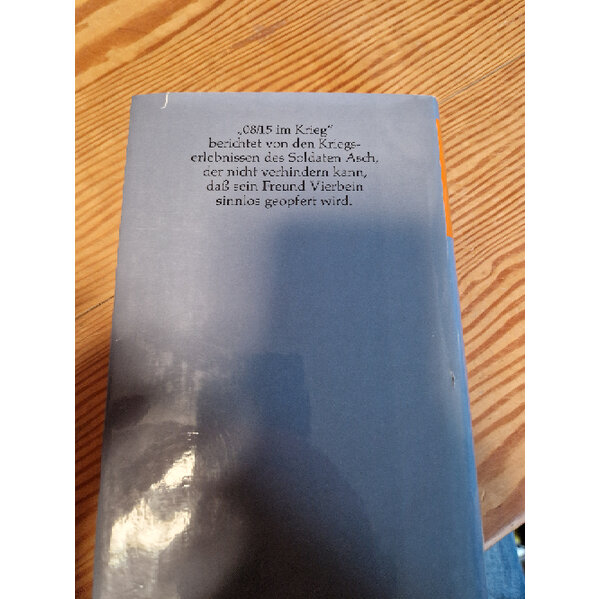 „08/15 im Krieg“
berichtet von den Kriegs-
erlebnissen des Soldaten Asch,
der nicht verhindern kann,
daß sein Freund Vierbein
sinnlos geopfert wird.